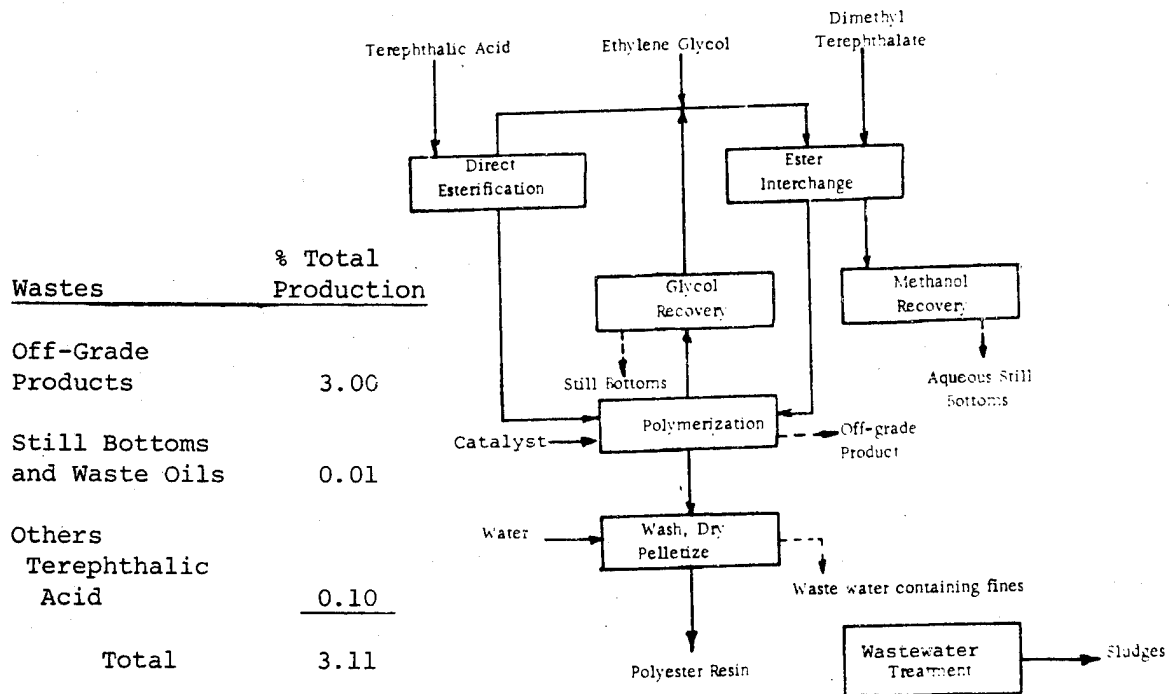 Dimethyl
Terephthalate
Terephthalic Acid
Ethylene Glycol
Direct
Esterification
Ester
Interchange
% Total
Wastes Production
Glycol
Recovery
Methanol
Recovery
Off-Grade
Products 3.00
Still Bottoms
Aqueous Still
Bottoms
Polymerization
Still Bottoms
and Waste Oils 0.01
Catalyst
Off-grade
Product
Others
Terephthalic
Acid 0.10
Water
Wash, Dry
Pelletize
Waste water containing fines
Total 3.11
Polyester Resin
Wastewater
Treatment
Sludges